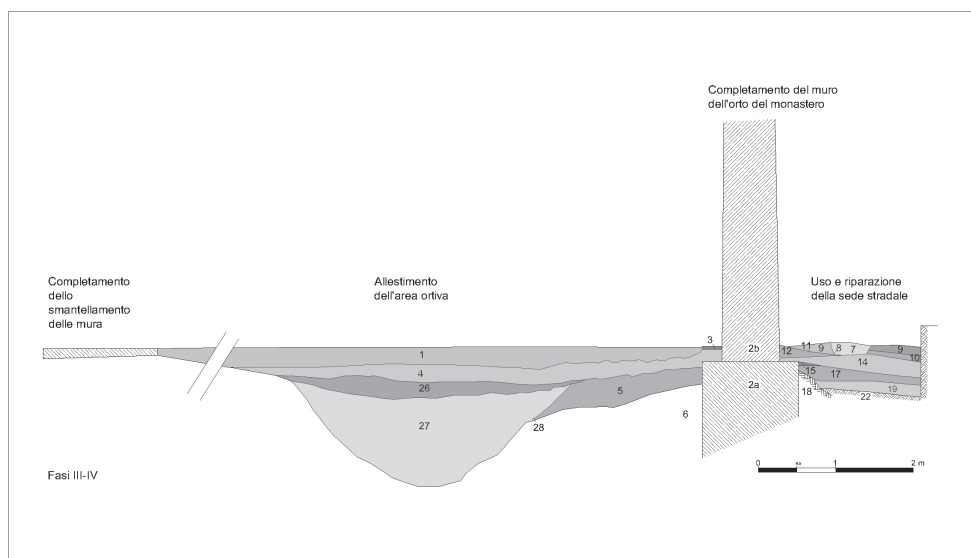 Completamento del muro
dell'orto del monastero
Completamento
dello
smantellamento
delle mura
Allestimento
dell'area ortiva
Uso e riparazione
della sede stradale
3
1
2b
12
11
9
8
7
9
10
14
4
26
5
2a
15
17
18
19
22
27
28
6
Fasi III-IV
0
1
2 m